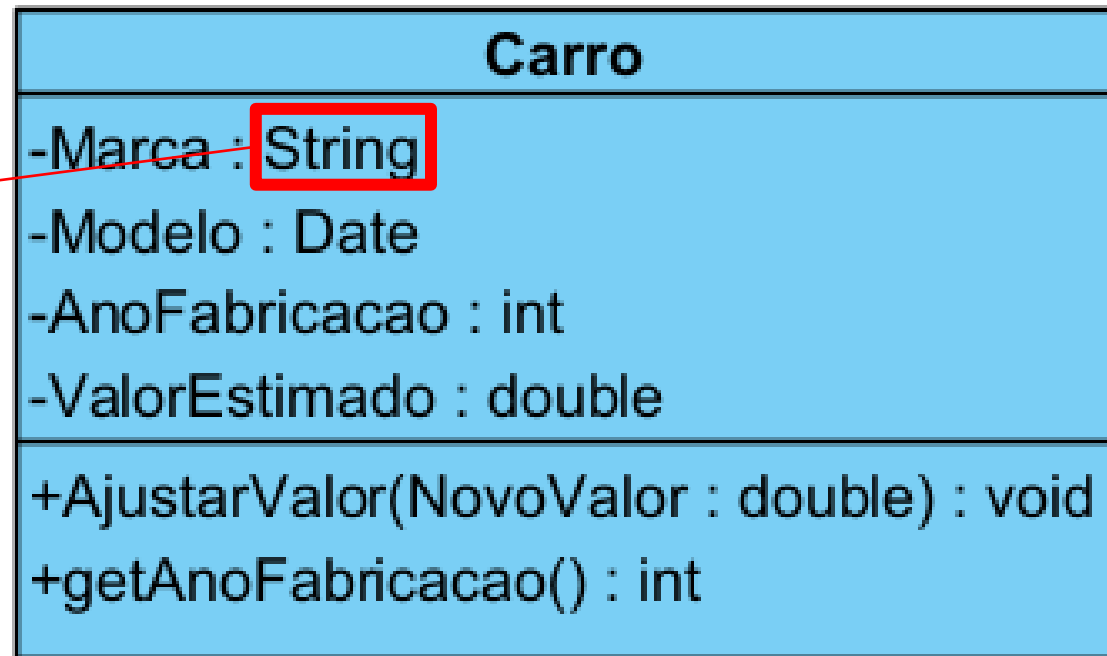 Carro
-Marca : String
-Modelo : Date
-AnoFabricacao : int
-ValorEstimado : double
+AjustarValor(NovoValor : double) : void
+getAnoFabricacao() : int